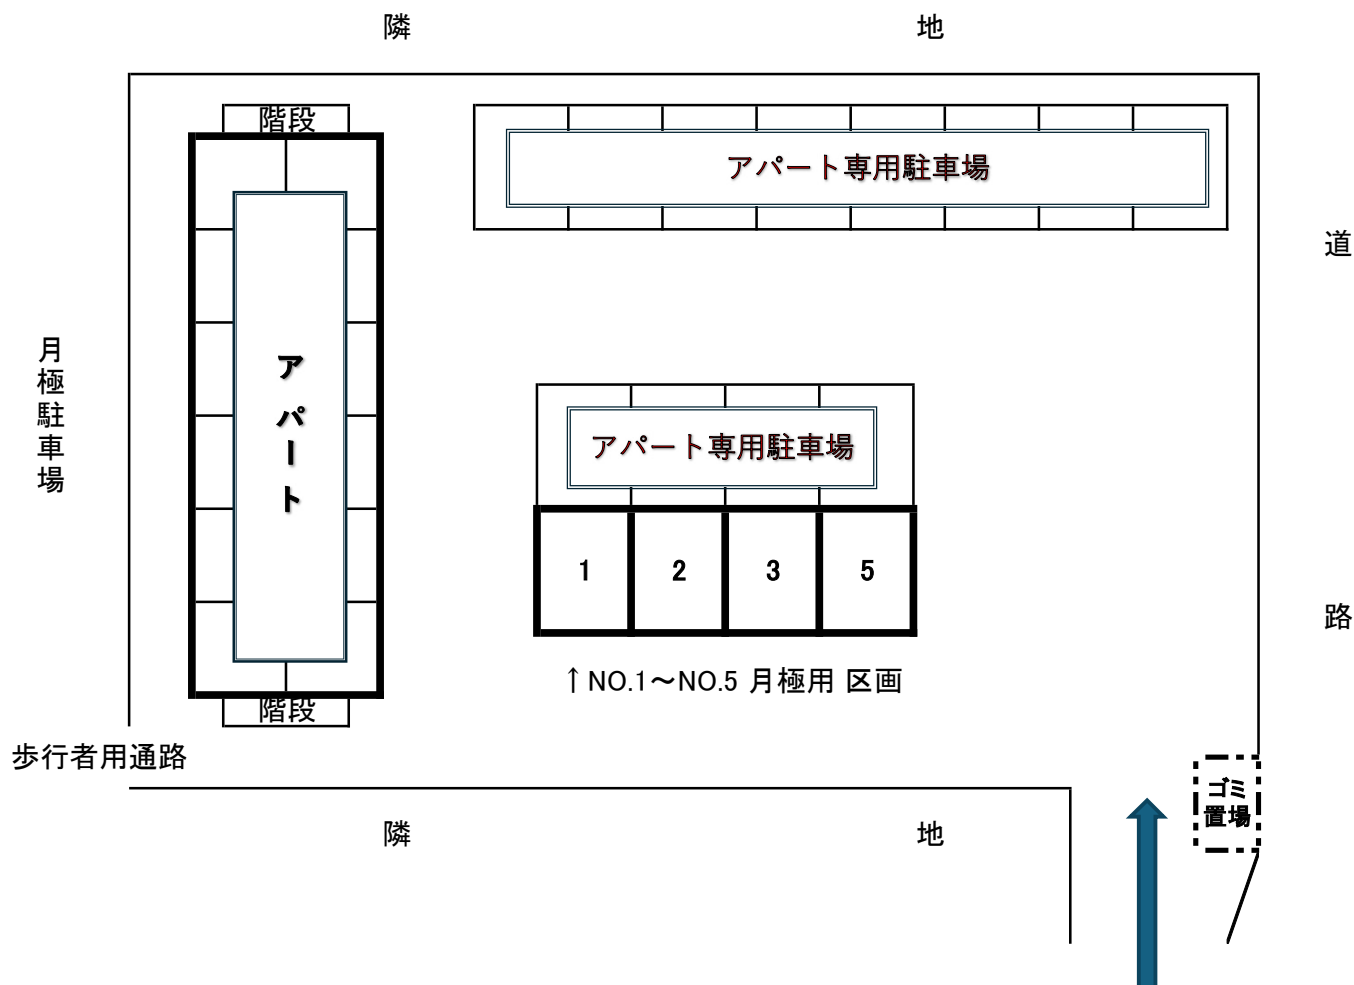 隣 地
階段
アパート専用駐車場
道
月極駐車場
アパート
アパート専用駐車場
1 2 3 5
路
↑NO.1～NO.5 月極用 区画
階段
歩行者用通路
ゴミ
置場
隣 地